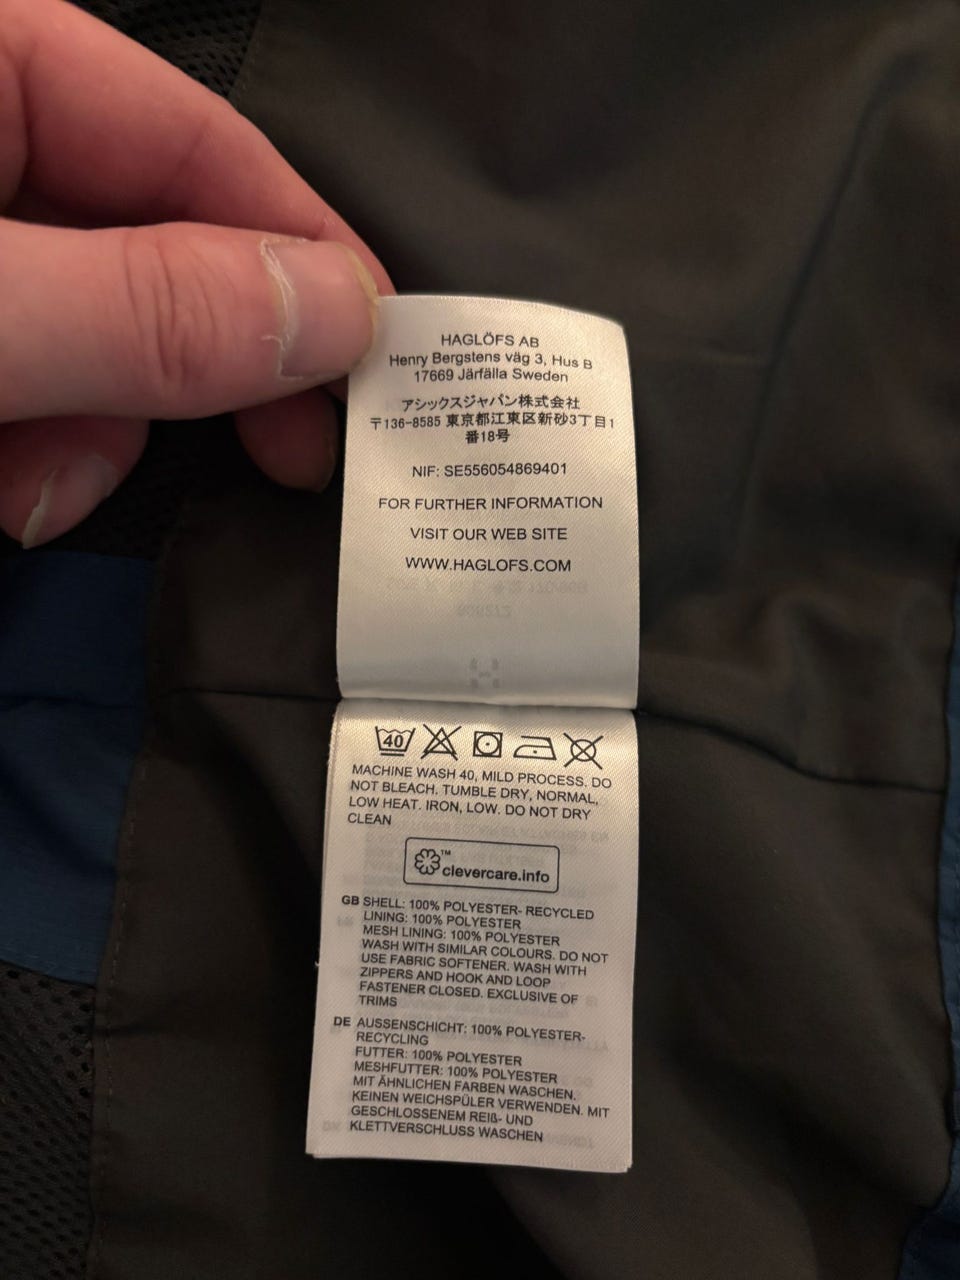 HAGLÖFS AB
Henry Bergstens väg 3, Hus B
17669 Järfälla Sweden
アシックスジャパン株式会社
〒136-8585 東京都江東区新砂3丁目1
番18号
NIF: SE556054869401
FOR FURTHER INFORMATION
VISIT OUR WEB SITE
WWW.HAGLOFS.COM
40
MACHINE WASH 40, MILD PROCESS. DO
NOT BLEACH. TUMBLE DRY, NORMAL,
LOW HEAT. IRON, LOW. DO NOT DRY
CLEAN
™
clevercare.info
GB SHELL: 100% POLYESTER- RECYCLED
LINING: 100% POLYESTER
MESH LINING: 100% POLYESTER
WASH WITH SIMILAR COLOURS. DO NOT
USE FABRIC SOFTENER. WASH WITH
ZIPPERS AND HOOK AND LOOP
FASTENER CLOSED. EXCLUSIVE OF
TRIMS
DE AUSSENSCHICHT: 100% POLYESTER-
RECYCLING
FUTTER: 100% POLYESTER
MESHFUTTER: 100% POLYESTER
MIT ÄHNLICHEN FARBEN WASCHEN.
KEINEN WEICHSPÜLER VERWENDEN. MIT
GESCHLOSSENEM REIß- UND
KLETTVERSCHLUSS WASCHEN